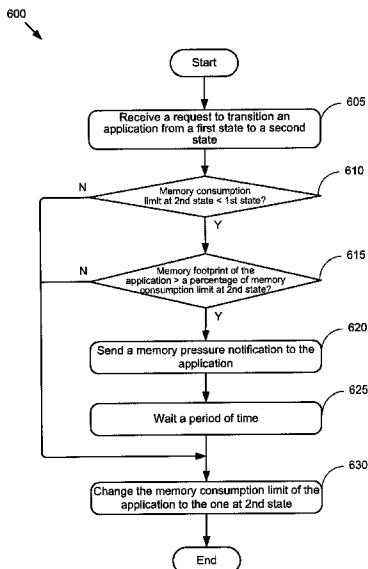 600
Start
605
Receive a request to transition an
application from a first state to a second
state
610
N
Memory consumption
limit at 2nd state < 1st state?
Y
615
N
Memory footprint of the
application > a percentage of memory
consumption limit at 2nd state?
Y
620
Send a memory pressure notification to the
application
625
Wait a period of time
630
Change the memory consumption limit of the
application to the one at 2nd state
End